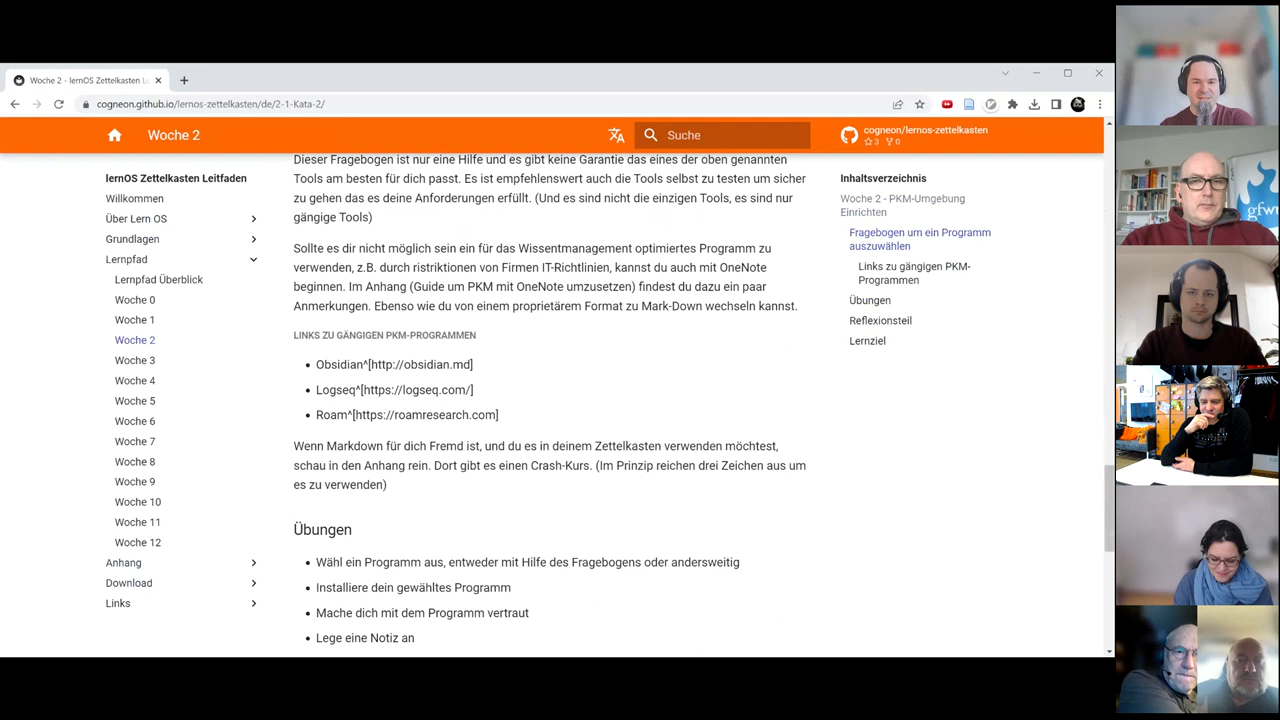 Woche 2 - lernOS Zettelkasten L
cogneon.github.io/lernos-zettelkasten/de/2-1-Kata-2/
Woche 2
Suche
cogneon/lernos-zettelkasten
3 0
lernOS Zettelkasten Leitfaden
Willkommen
Über Lern OS
Grundlagen
Lernpfad
Lernpfad Überblick
Woche 0
Woche 1
Woche 2
Woche 3
Woche 4
Woche 5
Woche 6
Woche 7
Woche 8
Woche 9
Woche 10
Woche 11
Woche 12
Anhang
Download
Links
Dieser Fragebogen ist nur eine Hilfe und es gibt keine Garantie das eines der oben genannten
Tools am besten für dich passt. Es ist empfehlenswert auch die Tools selbst zu testen um sicher
zu gehen das es deine Anforderungen erfüllt. (Und es sind nicht die einzigen Tools, es sind nur
gängige Tools)
Sollte es dir nicht möglich sein ein für das Wissentmanagement optimiertes Programm zu
verwenden, z.B. durch ristriktionen von Firmen IT-Richtlinien, kannst du auch mit OneNote
beginnen. Im Anhang (Guide um PKM mit OneNote umzusetzen) findest du dazu ein paar
Anmerkungen. Ebenso wie du von einem proprietärem Format zu Mark-Down wechseln kannst.
LINKS ZU GÄNGIGEN PKM-PROGRAMMEN
• Obsidian^[http://obsidian.md]
• Logseq^[https://logseq.com/]
• Roam^[https://roamresearch.com]
Wenn Markdown für dich Fremd ist, und du es in deinem Zettelkasten verwenden möchtest,
schau in den Anhang rein. Dort gibt es einen Crash-Kurs. (Im Prinzip reichen drei Zeichen aus um
es zu verwenden)
Übungen
• Wähl ein Programm aus, entweder mit Hilfe des Fragebogens oder andersweitig
• Installiere dein gewähltes Programm
• Mache dich mit dem Programm vertraut
• Lege eine Notiz an
Inhaltsverzeichnis
Woche 2 - PKM-Umgebung
Einrichten
Fragebogen um ein Programm
auszuwählen
Links zu gängigen PKM-
Programmen
Übungen
Reflexionsteil
Lernziel
gfwm